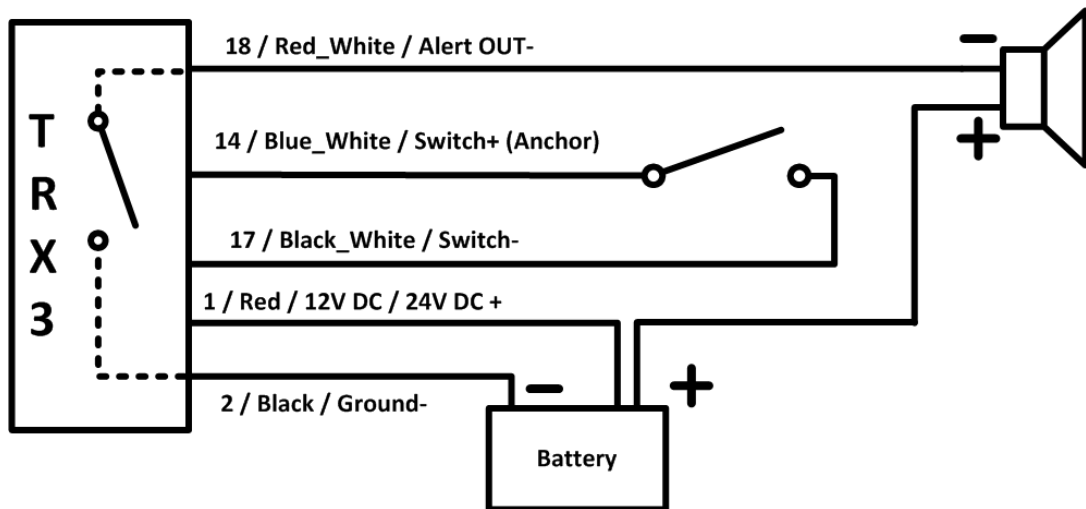 18 / Red_White / Alert OUT-
-
14 / Blue_White / Switch+ (Anchor)
+
TRX3
17 / Black_White / Switch-
1 / Red / 12V DC / 24V DC +
- +
2 / Black / Ground-
Battery